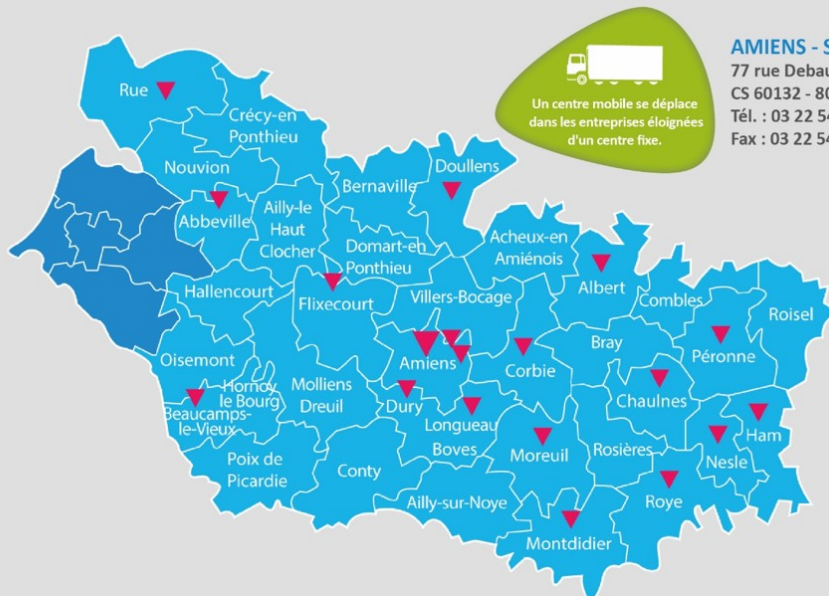 AMIENS - S
77 rue Debau
CS 60132 - 80
Tél. : 03 22 54
Fax : 03 22 54
Un centre mobile se déplace
dans les entreprises éloignées
d'un centre fixe.
Rue
Crécy-en
Ponthieu
Nouvion
Abbeville
Ailly-le
Haut
Clocher
Bernaville
Doullens
Domart-en
Ponthieu
Acheux-en
Amiénois
Albert
Combles
Roisel
Hallencourt
Flixecourt
Villers-Bocage
Bray
Péronne
Oisemont
Amiens
Corbie
Hornoy
le Bourg
Beaucamps-
le-Vieux
Molliens
Dreuil
Dury
Longueau
Chaulnes
Ham
Boves
Moreuil
Rosières
Nesle
Poix de
Picardie
Conty
Ailly-sur-Noye
Roye
Montdidier